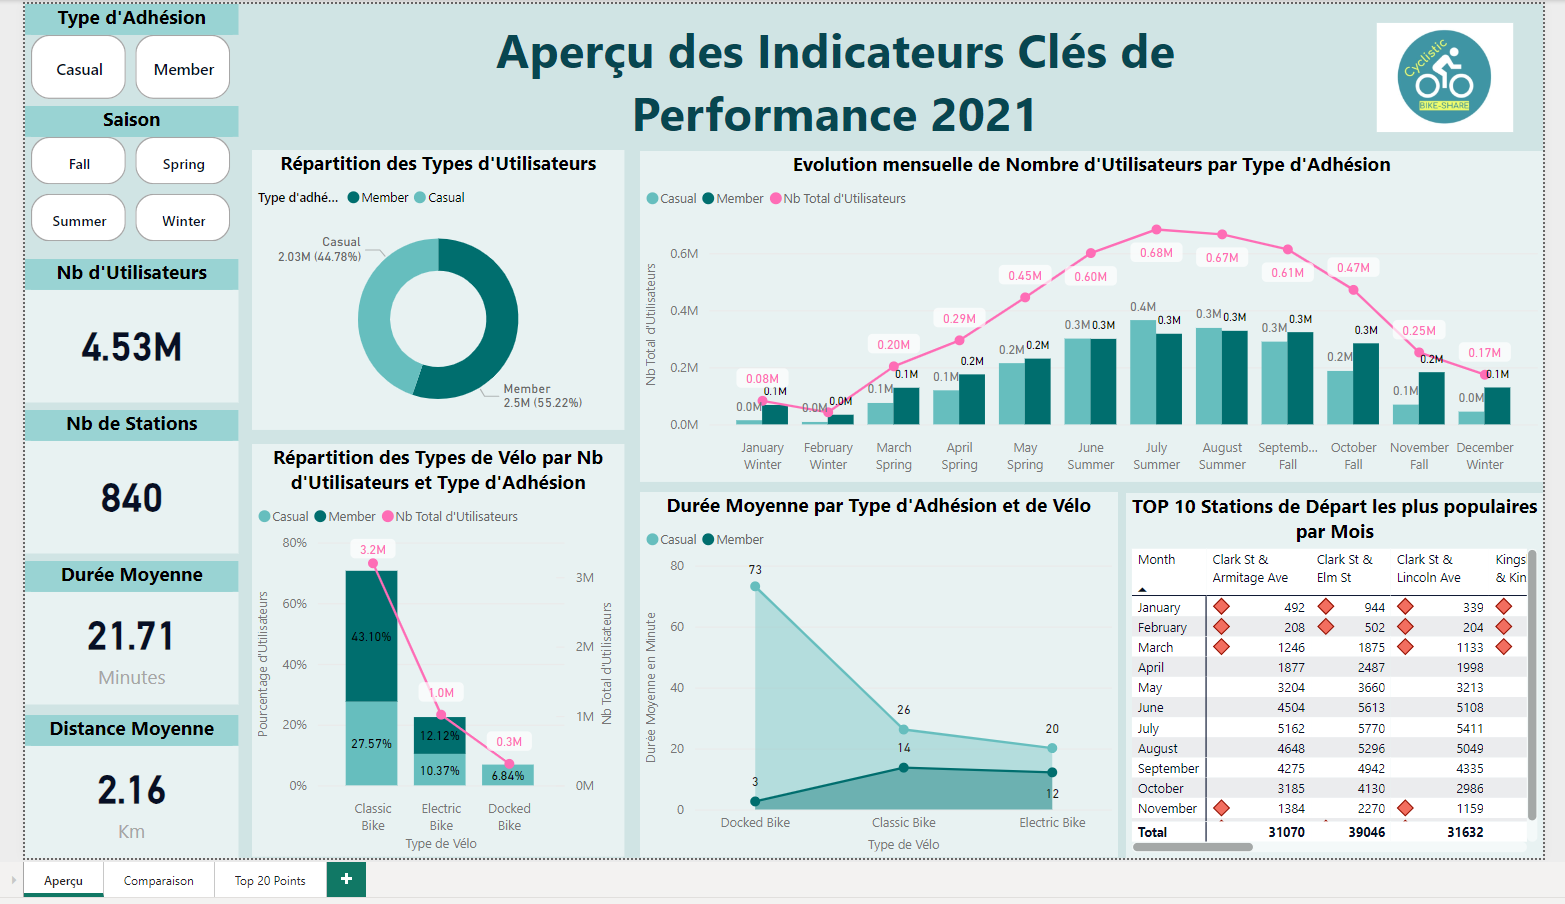 Type d'Adhésion
Casual
Member
Saison
Fall
Spring
Summer
Winter
Nb d'Utilisateurs
4.53M
Nb de Stations
840
Durée Moyenne
21.71
Minutes
Distance Moyenne
2.16
Km
Aperçu des Indicateurs Clés de
Performance 2021
Cyclistic
BIKE-SHARE
Répartition des Types d'Utilisateurs
Type d'adhé... Member Casual
Casual
2.03M (44.78%)
Member
2.5M (55.22%)
Evolution mensuelle de Nombre d'Utilisateurs par Type d'Adhésion
Casual Member Nb Total d'Utilisateurs
Nb Total d'Utilisateurs
0.6M
0.4M
0.2M
0.0M
0.08M 0.20M 0.29M 0.45M 0.60M 0.68M 0.67M 0.61M 0.47M 0.25M 0.17M
0.0M 0.1M 0.0M 0.0M 0.1M 0.1M 0.1M 0.2M 0.2M 0.2M 0.3M 0.3M 0.4M 0.3M 0.3M 0.3M 0.3M 0.3M 0.2M 0.3M 0.1M 0.2M 0.0M 0.1M
January February March April May June July August Septemb... October November December
Winter Winter Spring Spring Spring Summer Summer Summer Fall Fall Fall Winter
Répartition des Types de Vélo par Nb
d'Utilisateurs et Type d'Adhésion
Casual Member Nb Total d'Utilisateurs
Pourcentage d'Utilisateurs
80%
60%
40%
20%
0%
3.2M
1.0M
0.3M
43.10%
27.57%
12.12%
10.37%
6.84%
3M
2M
1M
0M
Nb Total d'Utilisateurs
Classic Electric Docked
Bike Bike Bike
Type de Vélo
Durée Moyenne par Type d'Adhésion et de Vélo
Casual Member
Durée Moyenne en Minute
80
60
40
20
0
73
26
20
3
14
12
Docked Bike Classic Bike Electric Bike
Type de Vélo
TOP 10 Stations de Départ les plus populaires
par Mois
Month Clark St & Clark St & Clark St & Kings
Armitage Ave Elm St Lincoln Ave & Kin
January 492 944 339
February 208 502 204
March 1246 1875 1133
April 1877 2487 1998
May 3204 3660 3213
June 4504 5613 5108
July 5162 5770 5411
August 4648 5296 5049
September 4275 4942 4335
October 3185 4130 2986
November 1384 2270 1159
Total 31070 39046 31632
Aperçu
Comparaison
Top 20 Points
+